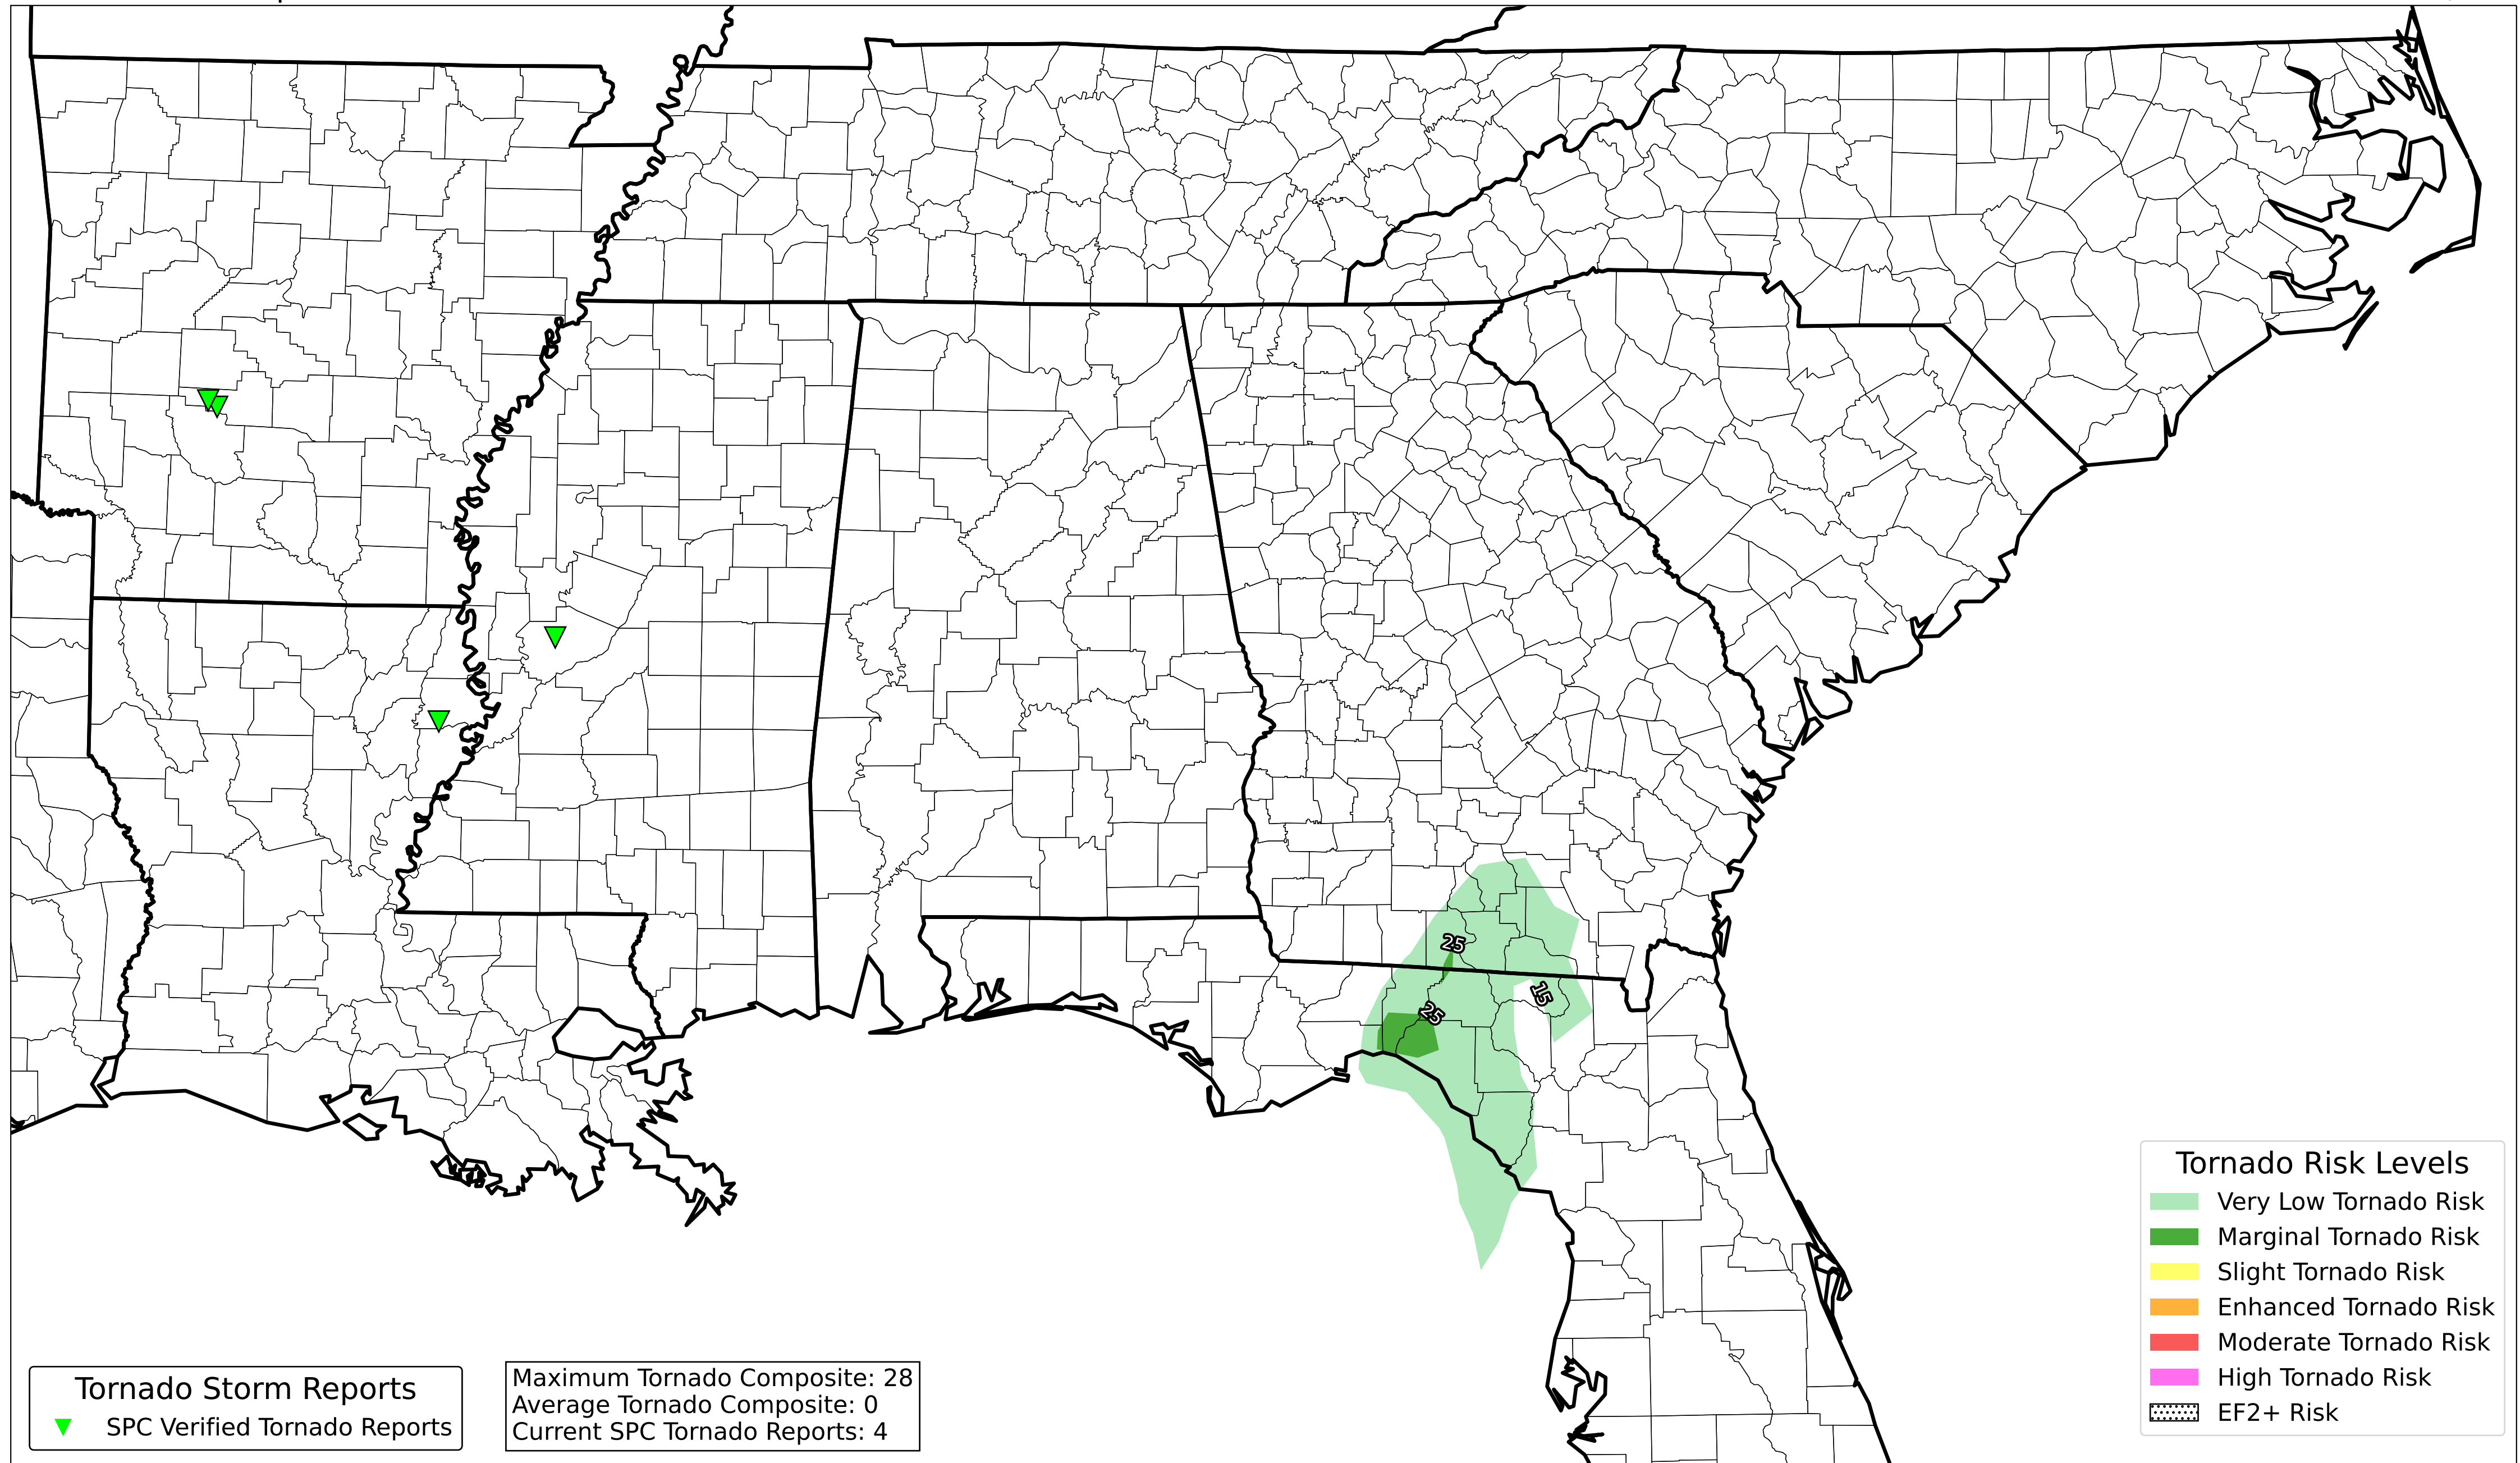 25
15
25
Tornado Risk Levels
Very Low Tornado Risk
Marginal Tornado Risk
Slight Tornado Risk
Enhanced Tornado Risk
Moderate Tornado Risk
High Tornado Risk
EF2+ Risk
Tornado Storm Reports
SPC Verified Tornado Reports
Maximum Tornado Composite: 28
Average Tornado Composite: 0
Current SPC Tornado Reports: 4